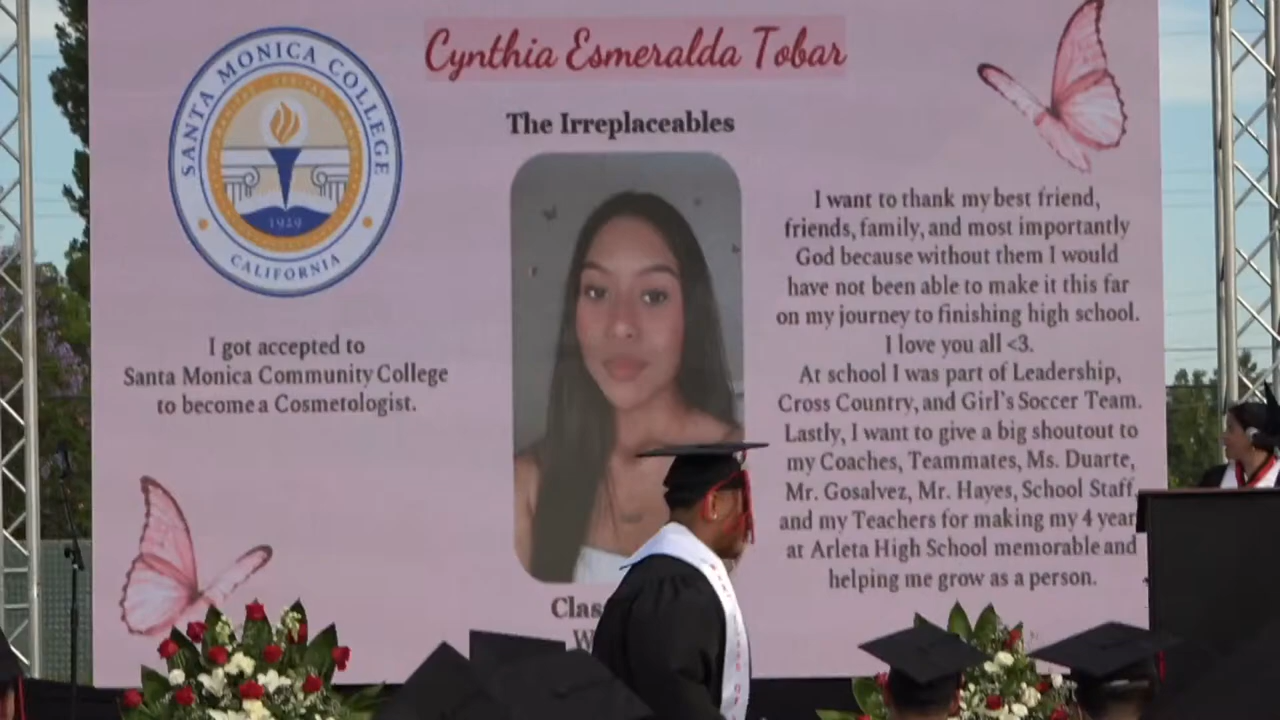 Cynthia Esmeralda Tobar
The Irreplaceables
SANTA MONICA COLLEGE
1929
CALIFORNIA
I got accepted to
Santa Monica Community College
to become a Cosmetologist.
I want to thank my best friend,
friends, family, and most importantly
God because without them I would
have not been able to make it this far
on my journey to finishing high school.
I love you all <3.
At school I was part of Leadership,
Cross Country, and Girl's Soccer Team.
Lastly, I want to give a big shoutout to
my Coaches, Teammates, Ms. Duarte,
Mr. Gosalvez, Mr. Hayes, School Staff,
and my Teachers for making my 4 year
at Arleta High School memorable and
helping me grow as a person.
Clas
W